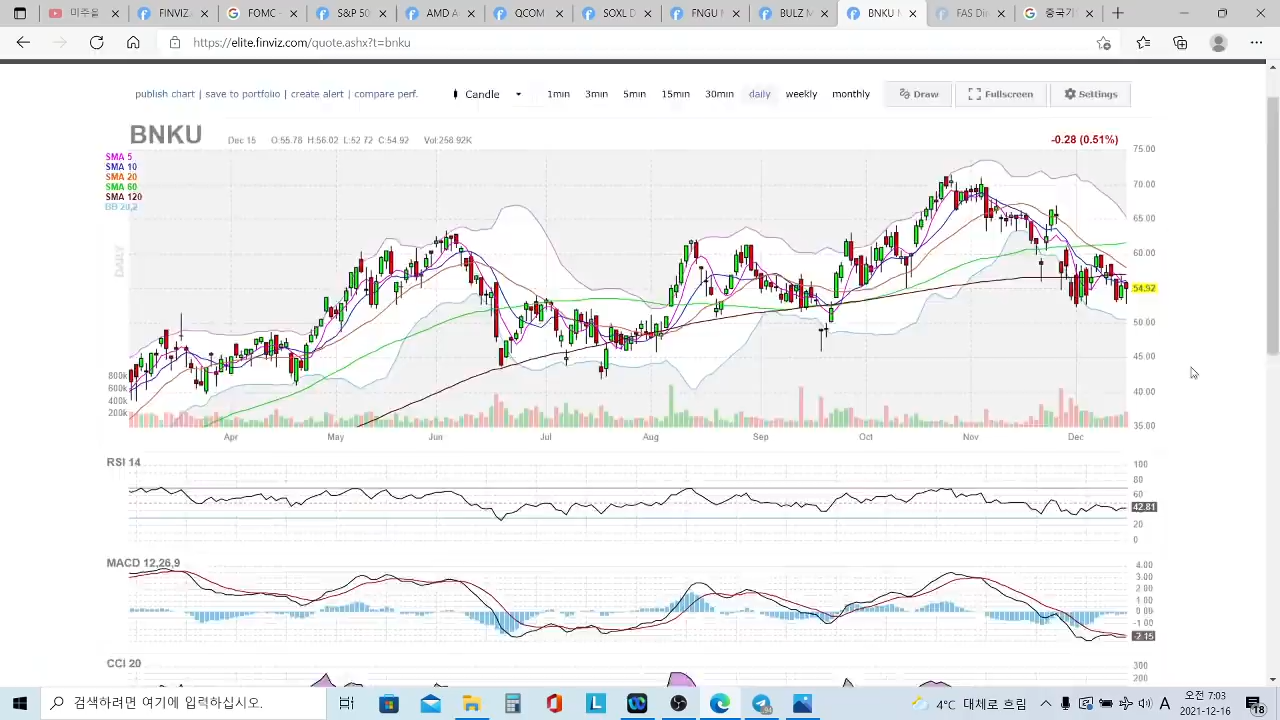 미주은
FOMC -
S&P 50
AMD A
OCOM
SOXL D
FNGU M
BULZ M
BNKU M
FAS Di
중국기
https://elite.finviz.com/quote.ashx?t=bnku
publish chart | save to portfolio | create alert | compare perf.
Candle
1min 3min 5min 15min 30min daily weekly monthly
Draw
Fullscreen
Settings
BNKU Dec 15 O:55.78 H:56.02 L:52.72 C:54.92 Vol:258.92K -0.28 (0.51%)
SMA 5
SMA 10
SMA 20
SMA 60
SMA 120
BB 20,2
DAILY
75.00
70.00
65.00
60.00
54.92
50.00
45.00
40.00
35.00
800k
600k
400k
200k
Apr May Jun Jul Aug Sep Oct Nov Dec
RSI 14
100
80
60
42.81
20
0
MACD 12,26,9
4.00
3.00
2.00
1.00
0.00
-1.00
-2.15
CCI 20
300
200
검색하려면 여기에 입력하십시오.
4°C 대체로 흐림
A
오전 7:03
2021-12-16
18